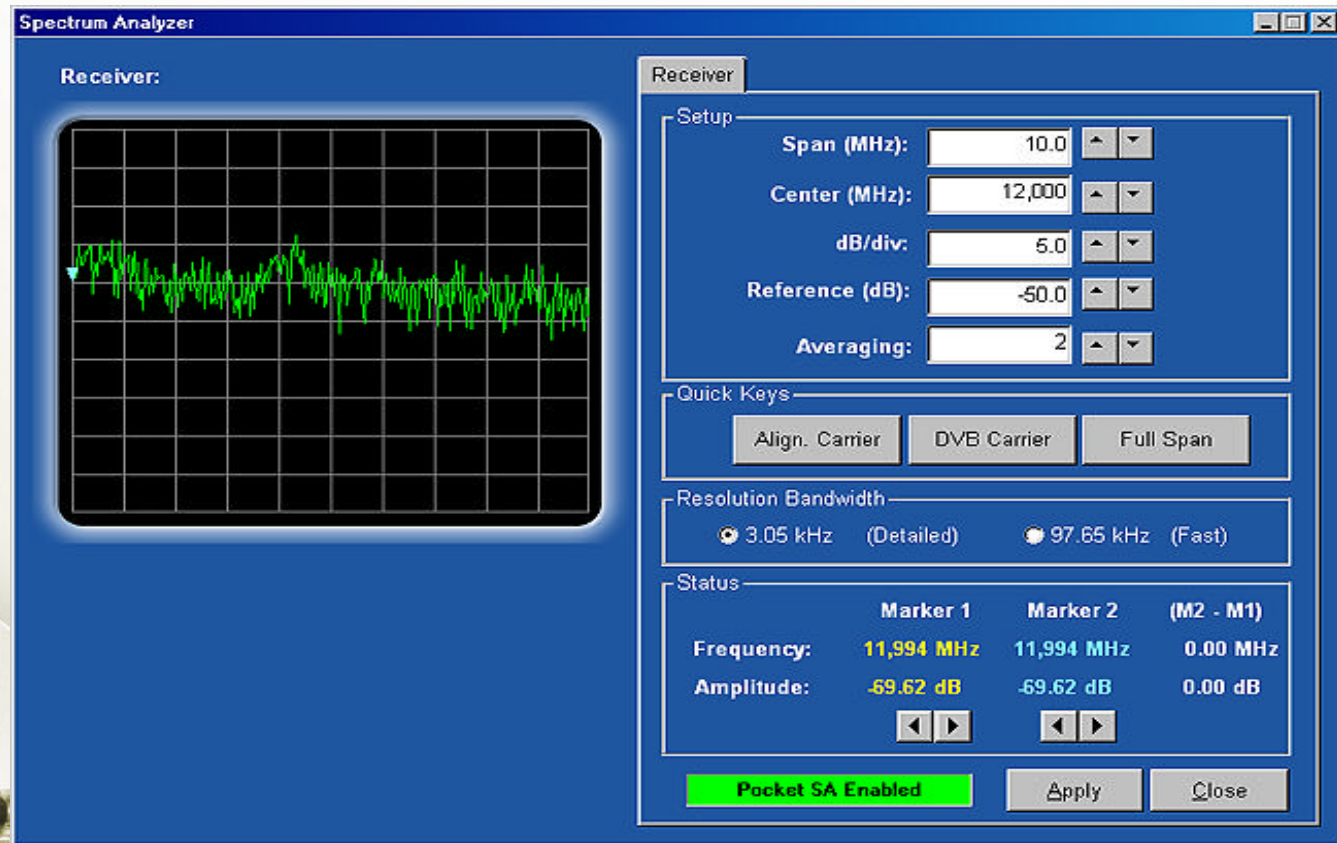 Spectrum Analyzer
Receiver:
Receiver
Setup
Span (MHz): 10.0
Center (MHz): 12,000
dB/div: 5.0
Reference (dB): -50.0
Averaging: 2
Quick Keys
Align. Carrier DVB Carrier Full Span
Resolution Bandwidth
3.05 kHz (Detailed) 97.65 kHz (Fast)
Status
Marker 1 Marker 2 (M2 - M1)
Frequency: 11,994 MHz 11,994 MHz 0.00 MHz
Amplitude: -69.62 dB -69.62 dB 0.00 dB
Pocket SA Enabled Apply Close